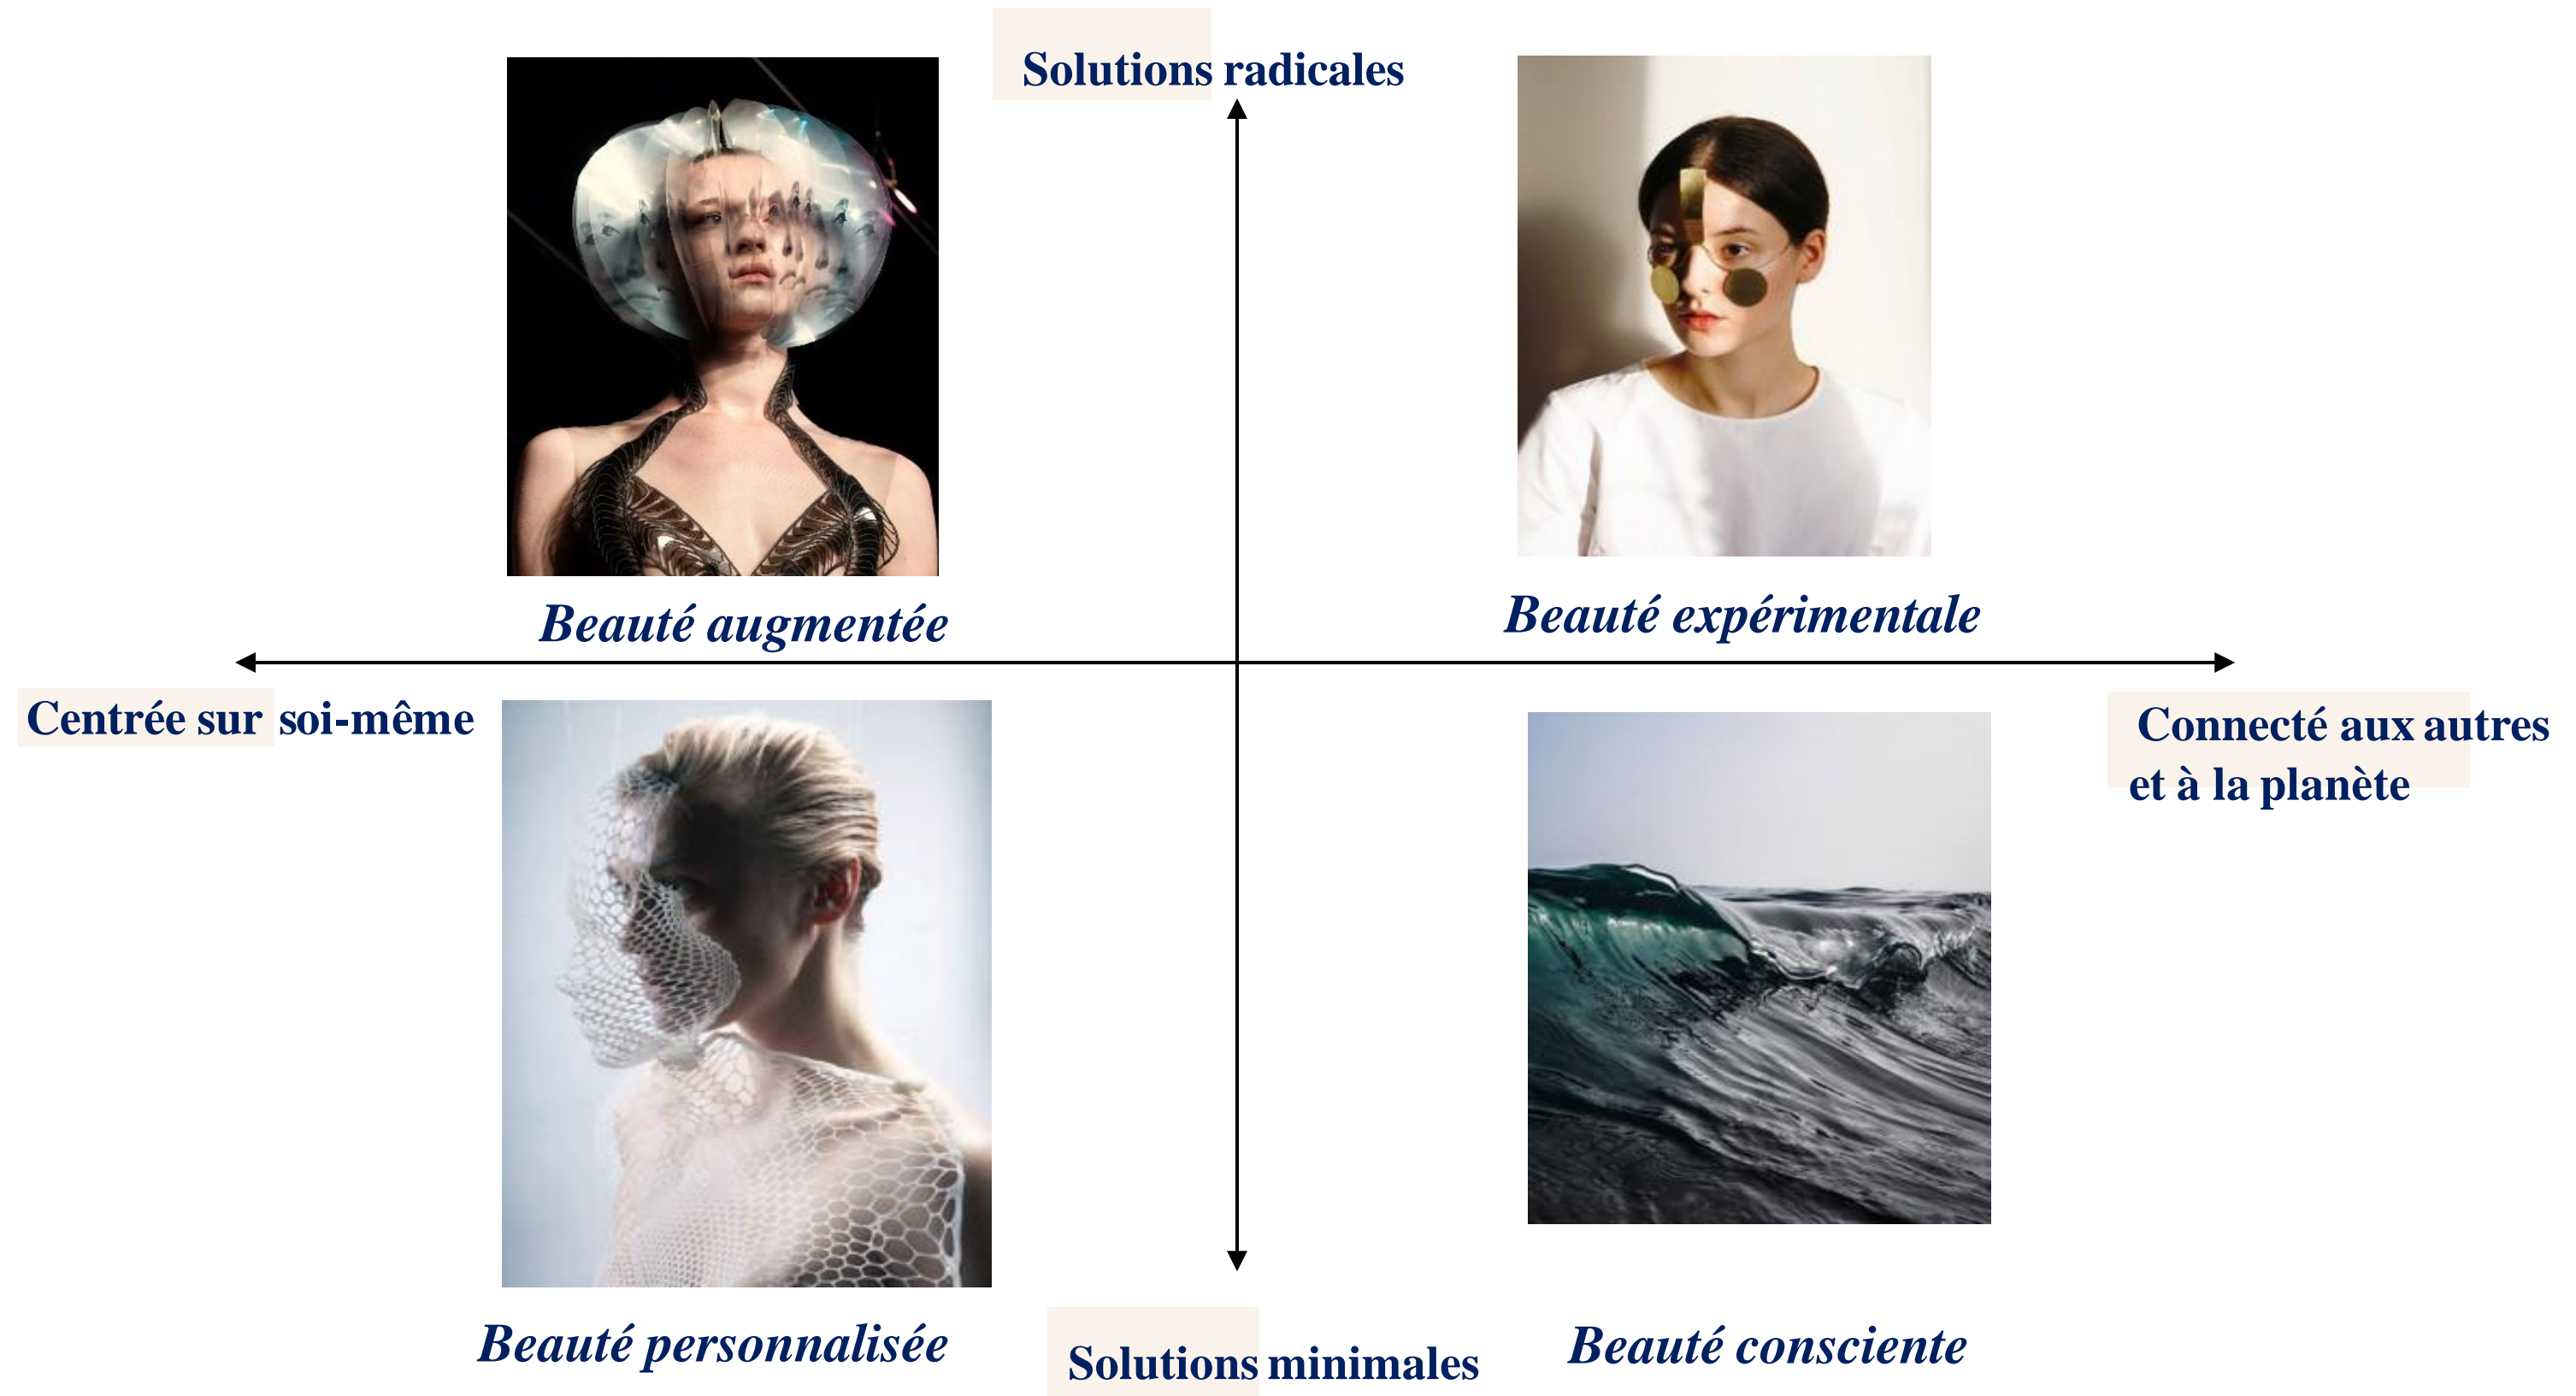 Solutions radicales
Beauté augmentée
Beauté expérimentale
Centrée sur soi-même
Connecté aux autres
et à la planète
Beauté personnalisée
Solutions minimales
Beauté consciente